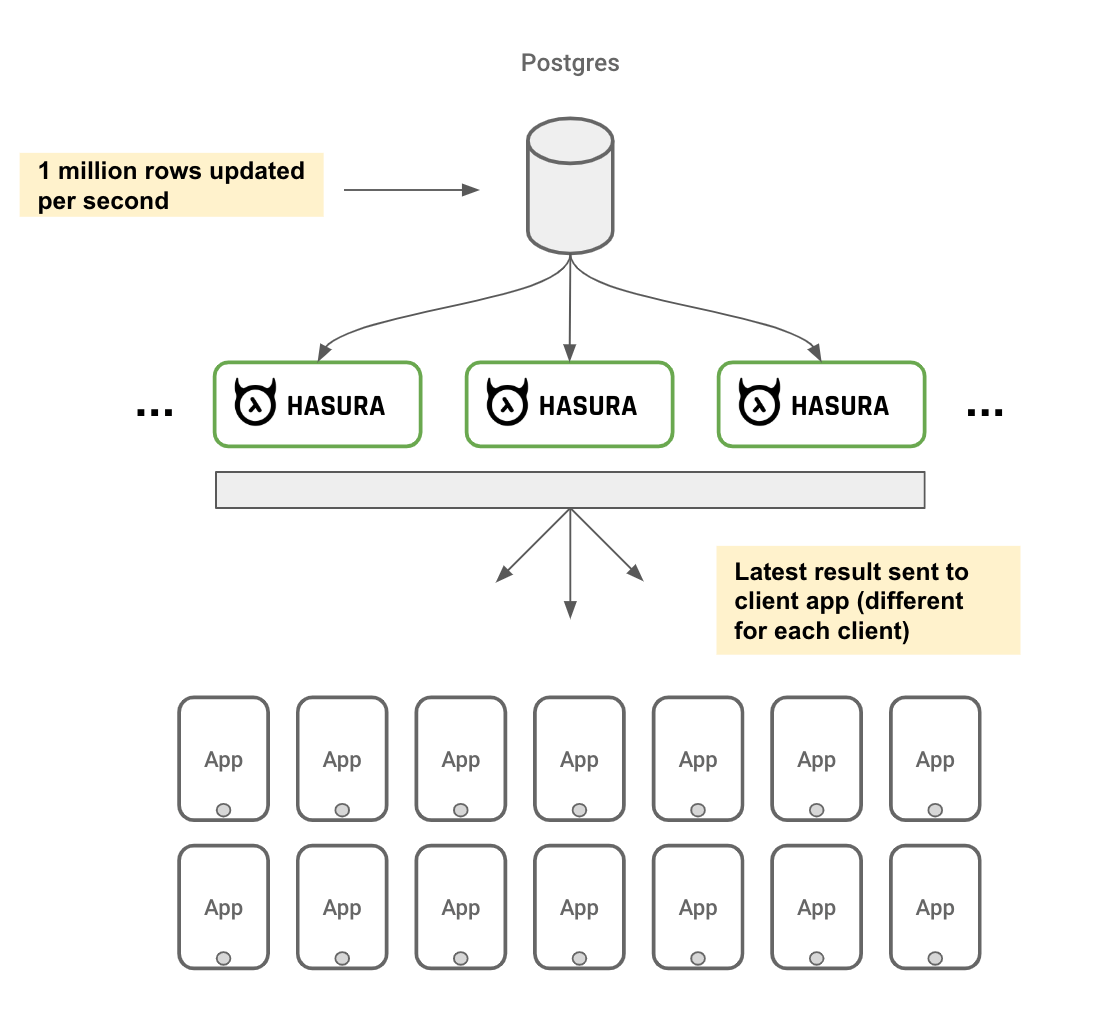 Postgres
1 million rows updated
per second
... HASURA HASURA HASURA ...
Latest result sent to
client app (different
for each client)
App App App App App App App
App App App App App App App